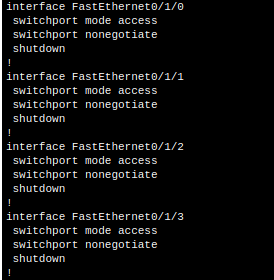 interface FastEthernet0/1/0
 switchport mode access
 switchport nonegotiate
 shutdown
!
interface FastEthernet0/1/1
 switchport mode access
 switchport nonegotiate
 shutdown
!
interface FastEthernet0/1/2
 switchport mode access
 switchport nonegotiate
 shutdown
!
interface FastEthernet0/1/3
 switchport mode access
 switchport nonegotiate
 shutdown
!